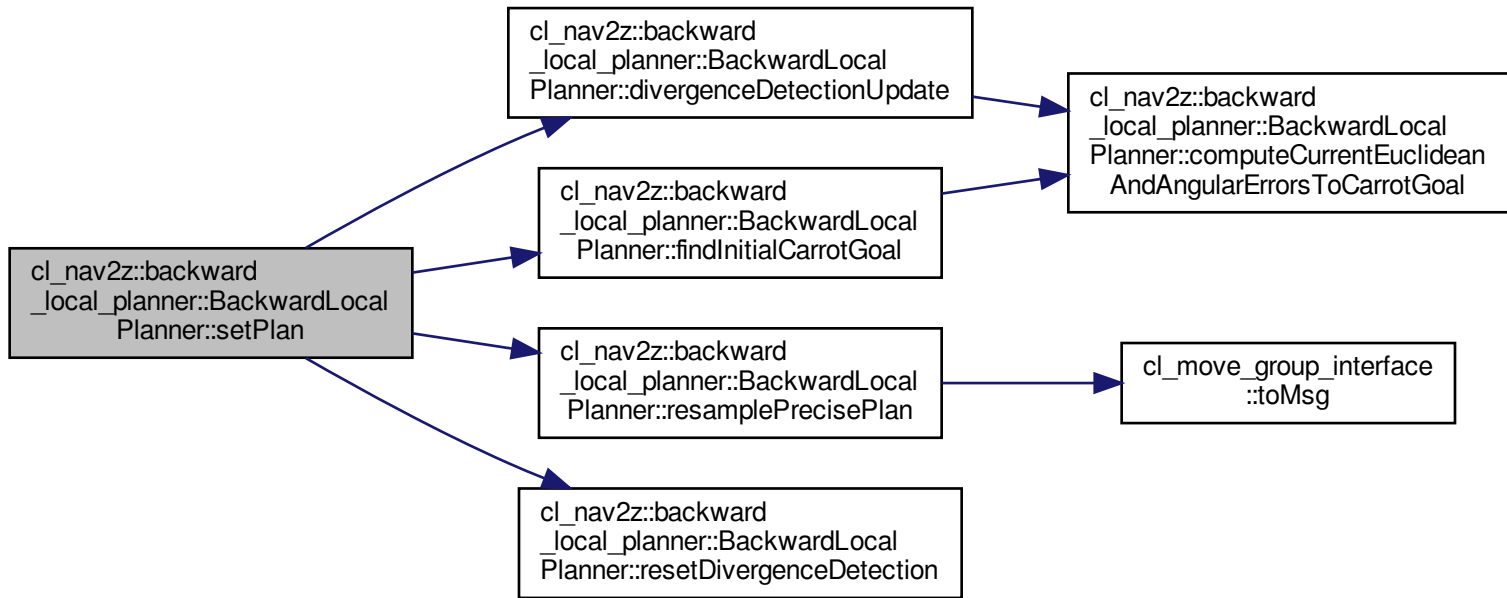 cl_nav2z::backward
_local_planner::BackwardLocal
Planner::setPlan
cl_nav2z::backward
_local_planner::BackwardLocal
Planner::divergenceDetectionUpdate
cl_nav2z::backward
_local_planner::BackwardLocal
Planner::findInitialCarrotGoal
cl_nav2z::backward
_local_planner::BackwardLocal
Planner::resamplePrecisePlan
cl_nav2z::backward
_local_planner::BackwardLocal
Planner::resetDivergenceDetection
cl_nav2z::backward
_local_planner::BackwardLocal
Planner::computeCurrentEuclidean
AndAngularErrorsToCarrotGoal
cl_move_group_interface
::toMsg